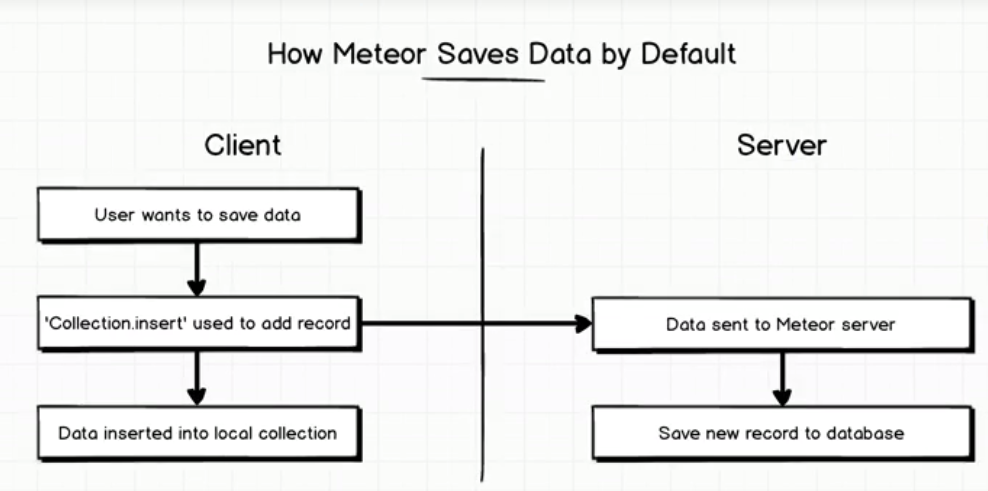 How Meteor Saves Data by Default
Client
Server
User wants to save data
'Collection.insert' used to add record
Data sent to Meteor server
Data inserted into local collection
Save new record to database